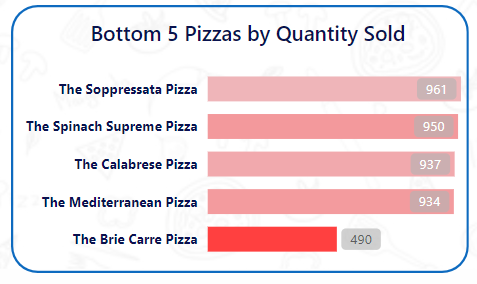 Bottom 5 Pizzas by Quantity Sold
The Soppressata Pizza 961
The Spinach Supreme Pizza 950
The Calabrese Pizza 937
The Mediterranean Pizza 934
The Brie Carre Pizza 490